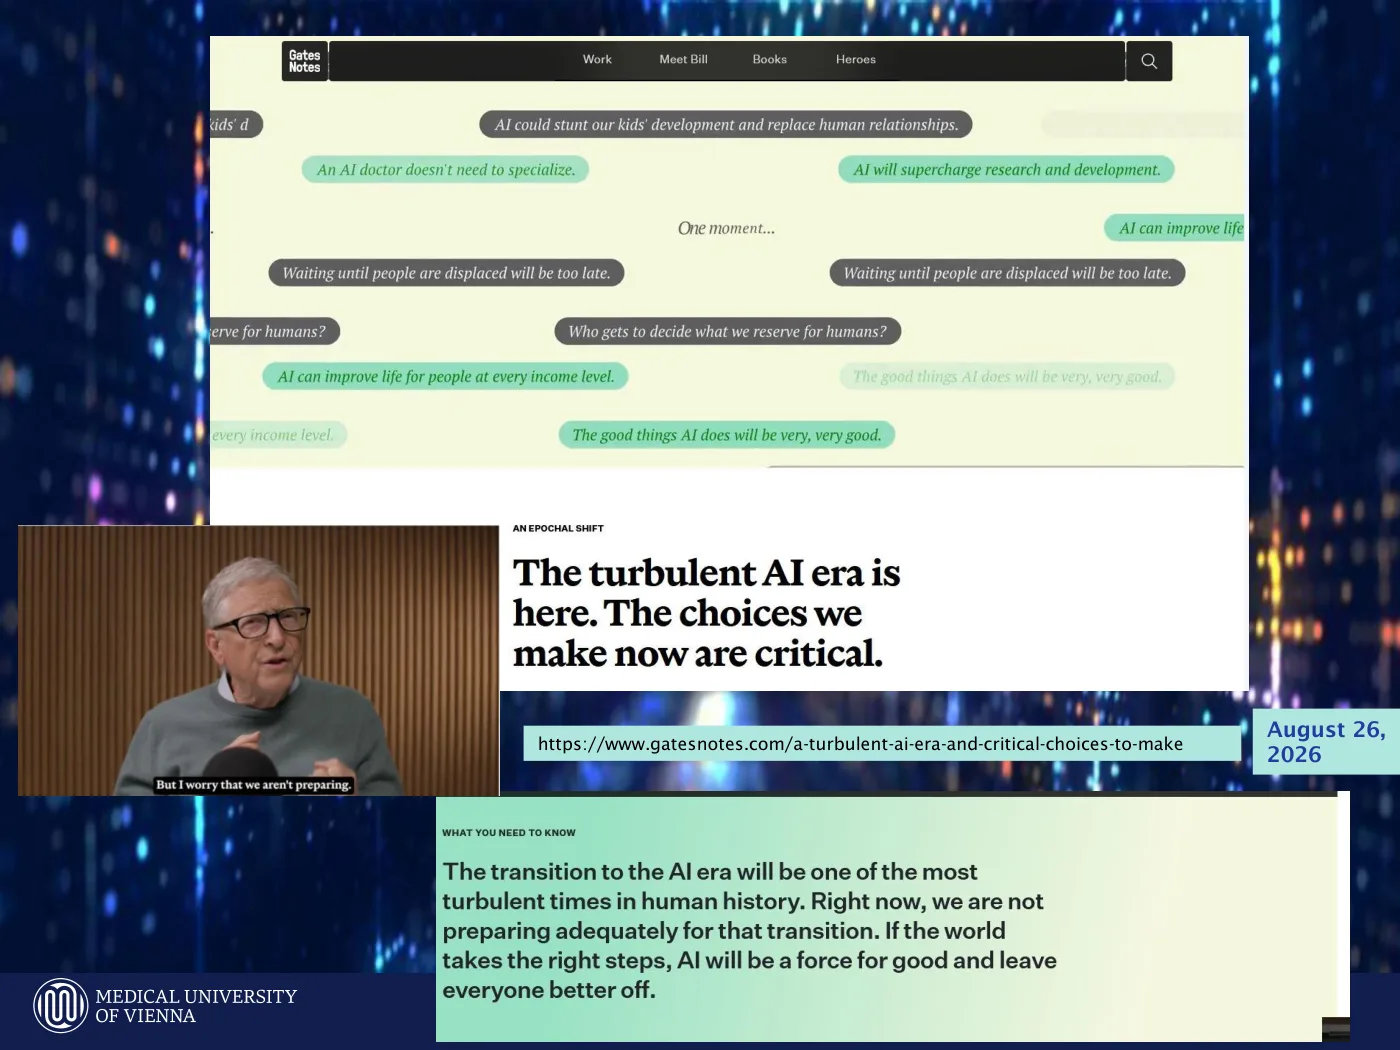 Gates
Notes
Work
Meet Bill
Books
Heroes
kids' d
AI could stunt our kids' development and replace human relationships.
An AI doctor doesn't need to specialize.
AI will supercharge research and development.
.
One moment...
AI can improve life
Waiting until people are displaced will be too late.
Waiting until people are displaced will be too late.
erve for humans?
Who gets to decide what we reserve for humans?
AI can improve life for people at every income level.
The good things AI does will be very, very good.
every income level.
The good things AI does will be very, very good.
AN EPOCHAL SHIFT
The turbulent AI era is
here. The choices we
make now are critical.
But I worry that we aren't preparing.
https://www.gatesnotes.com/a-turbulent-ai-era-and-critical-choices-to-make
August 26,
2026
WHAT YOU NEED TO KNOW
The transition to the AI era will be one of the most
turbulent times in human history. Right now, we are not
preparing adequately for that transition. If the world
takes the right steps, AI will be a force for good and leave
everyone better off.
MEDICAL UNIVERSITY
OF VIENNA